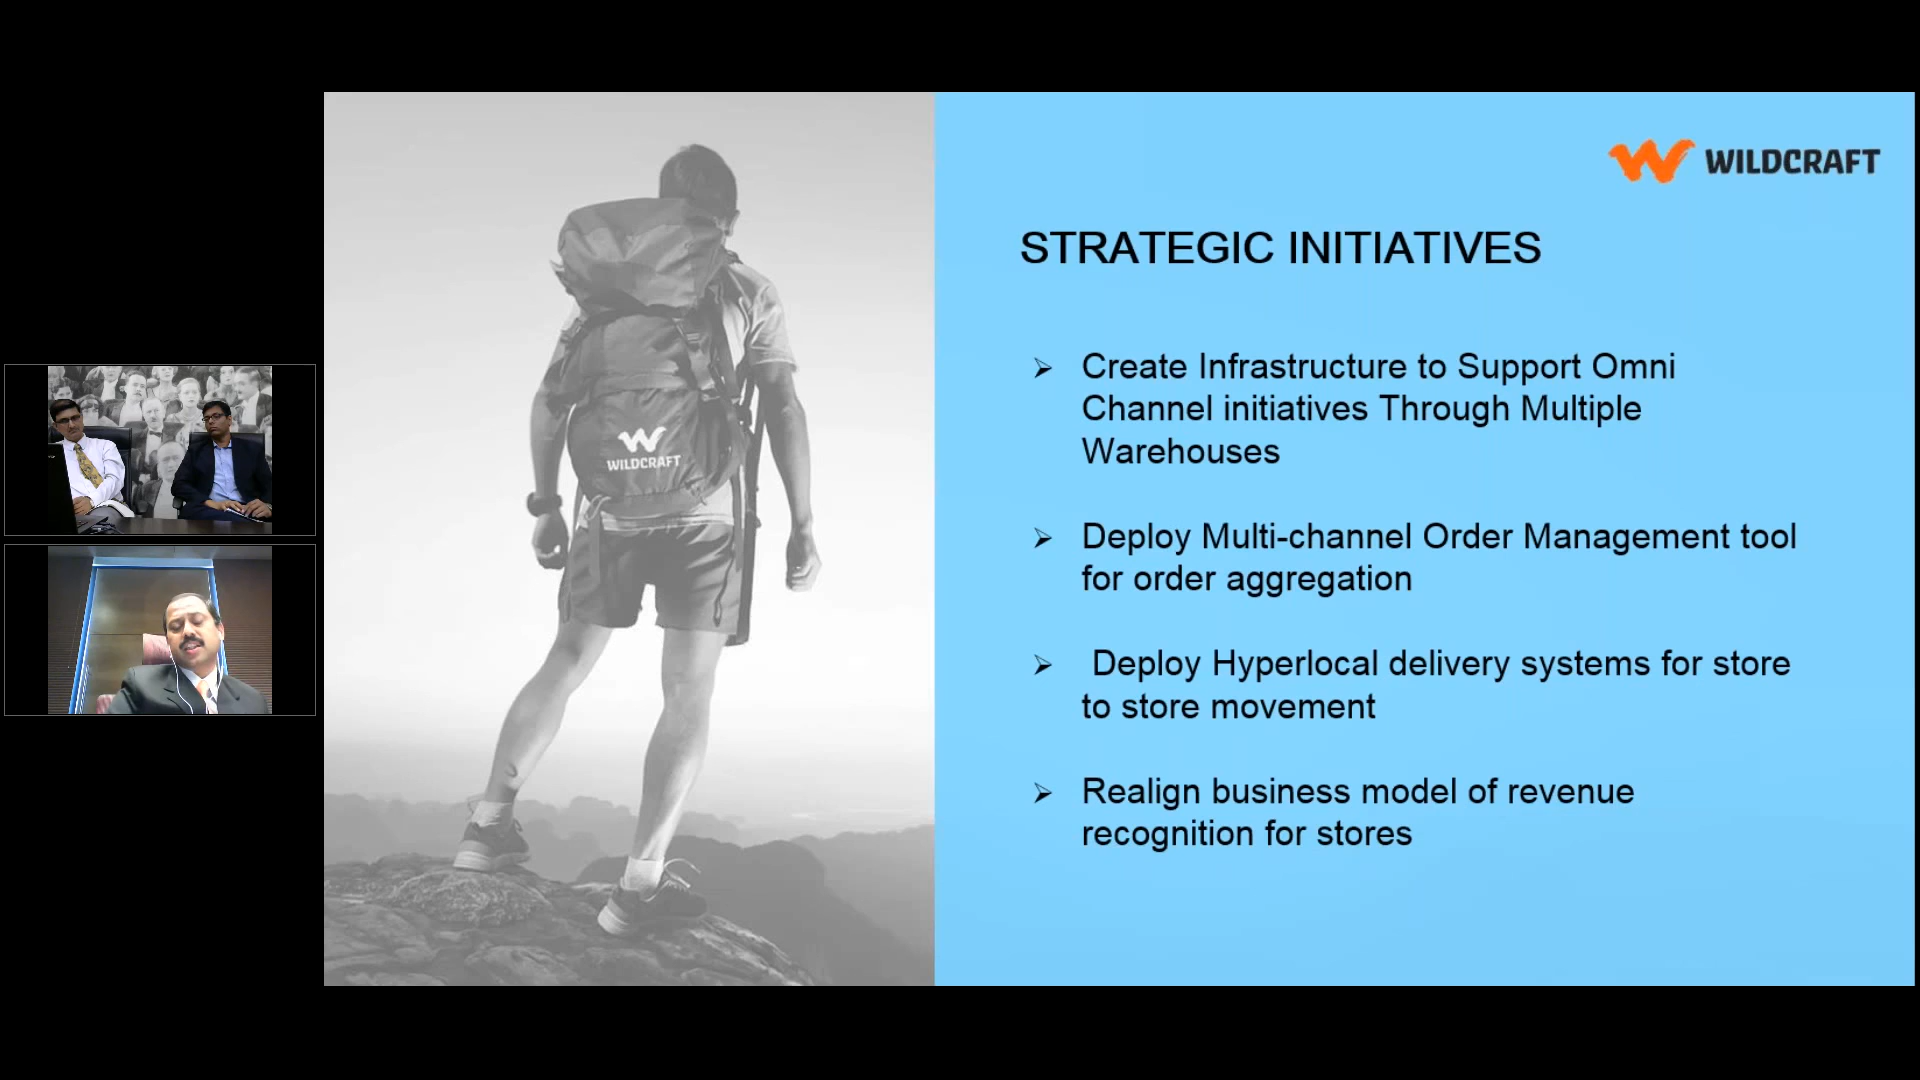 WILDCRAFT
STRATEGIC INITIATIVES
➢ Create Infrastructure to Support Omni
Channel initiatives Through Multiple
Warehouses
➢ Deploy Multi-channel Order Management tool
for order aggregation
➢ Deploy Hyperlocal delivery systems for store
to store movement
➢ Realign business model of revenue
recognition for stores
WILDCRAFT